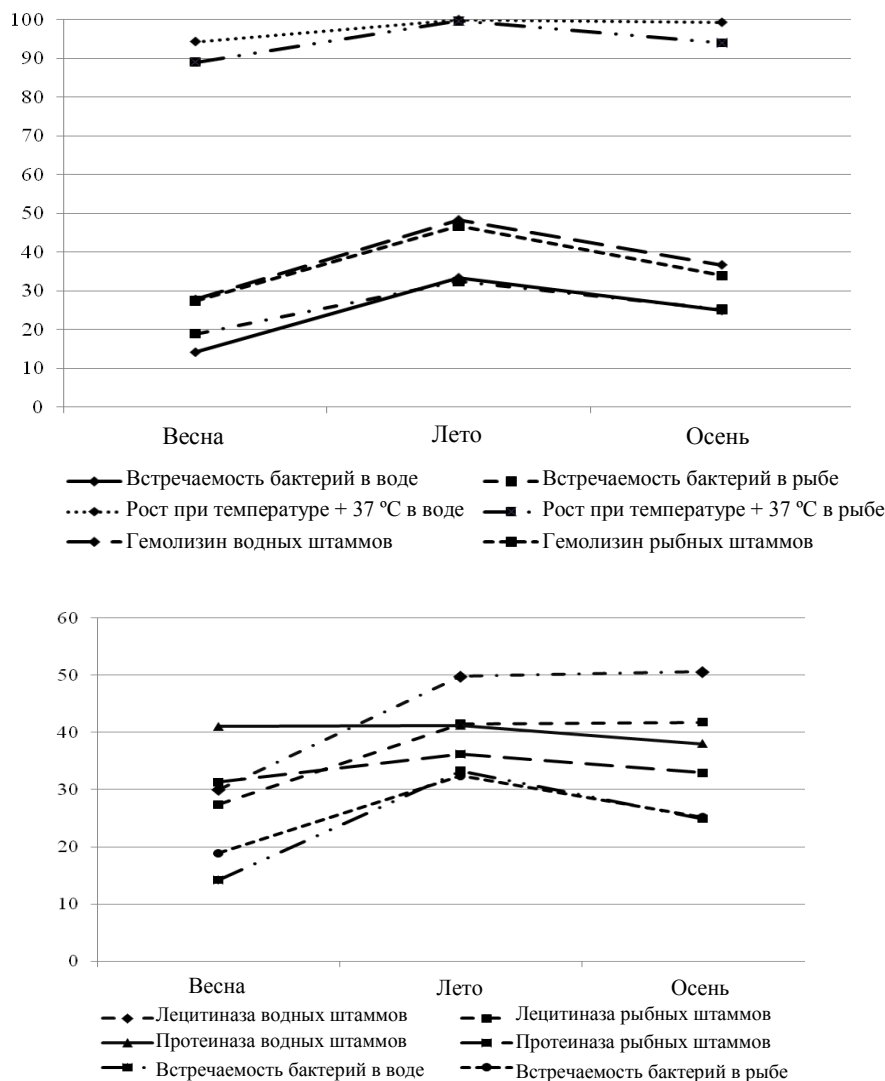 100
90
80
70
60
50
40
30
20
10
0
Весна Лето Осень
Встречаемость бактерий в воде Встречаемость бактерий в рыбе
Рост при температуре + 37 ºС в воде Рост при температуре + 37 ºС в рыбе
Гемолизин водных штаммов Гемолизин рыбных штаммов
60
50
40
30
20
10
0
Весна Лето Осень
Лецитиназа водных штаммов Лецитиназа рыбных штаммов
Протеиназа водных штаммов Протеиназа рыбных штаммов
Встречаемость бактерий в воде Встречаемость бактерий в рыбе